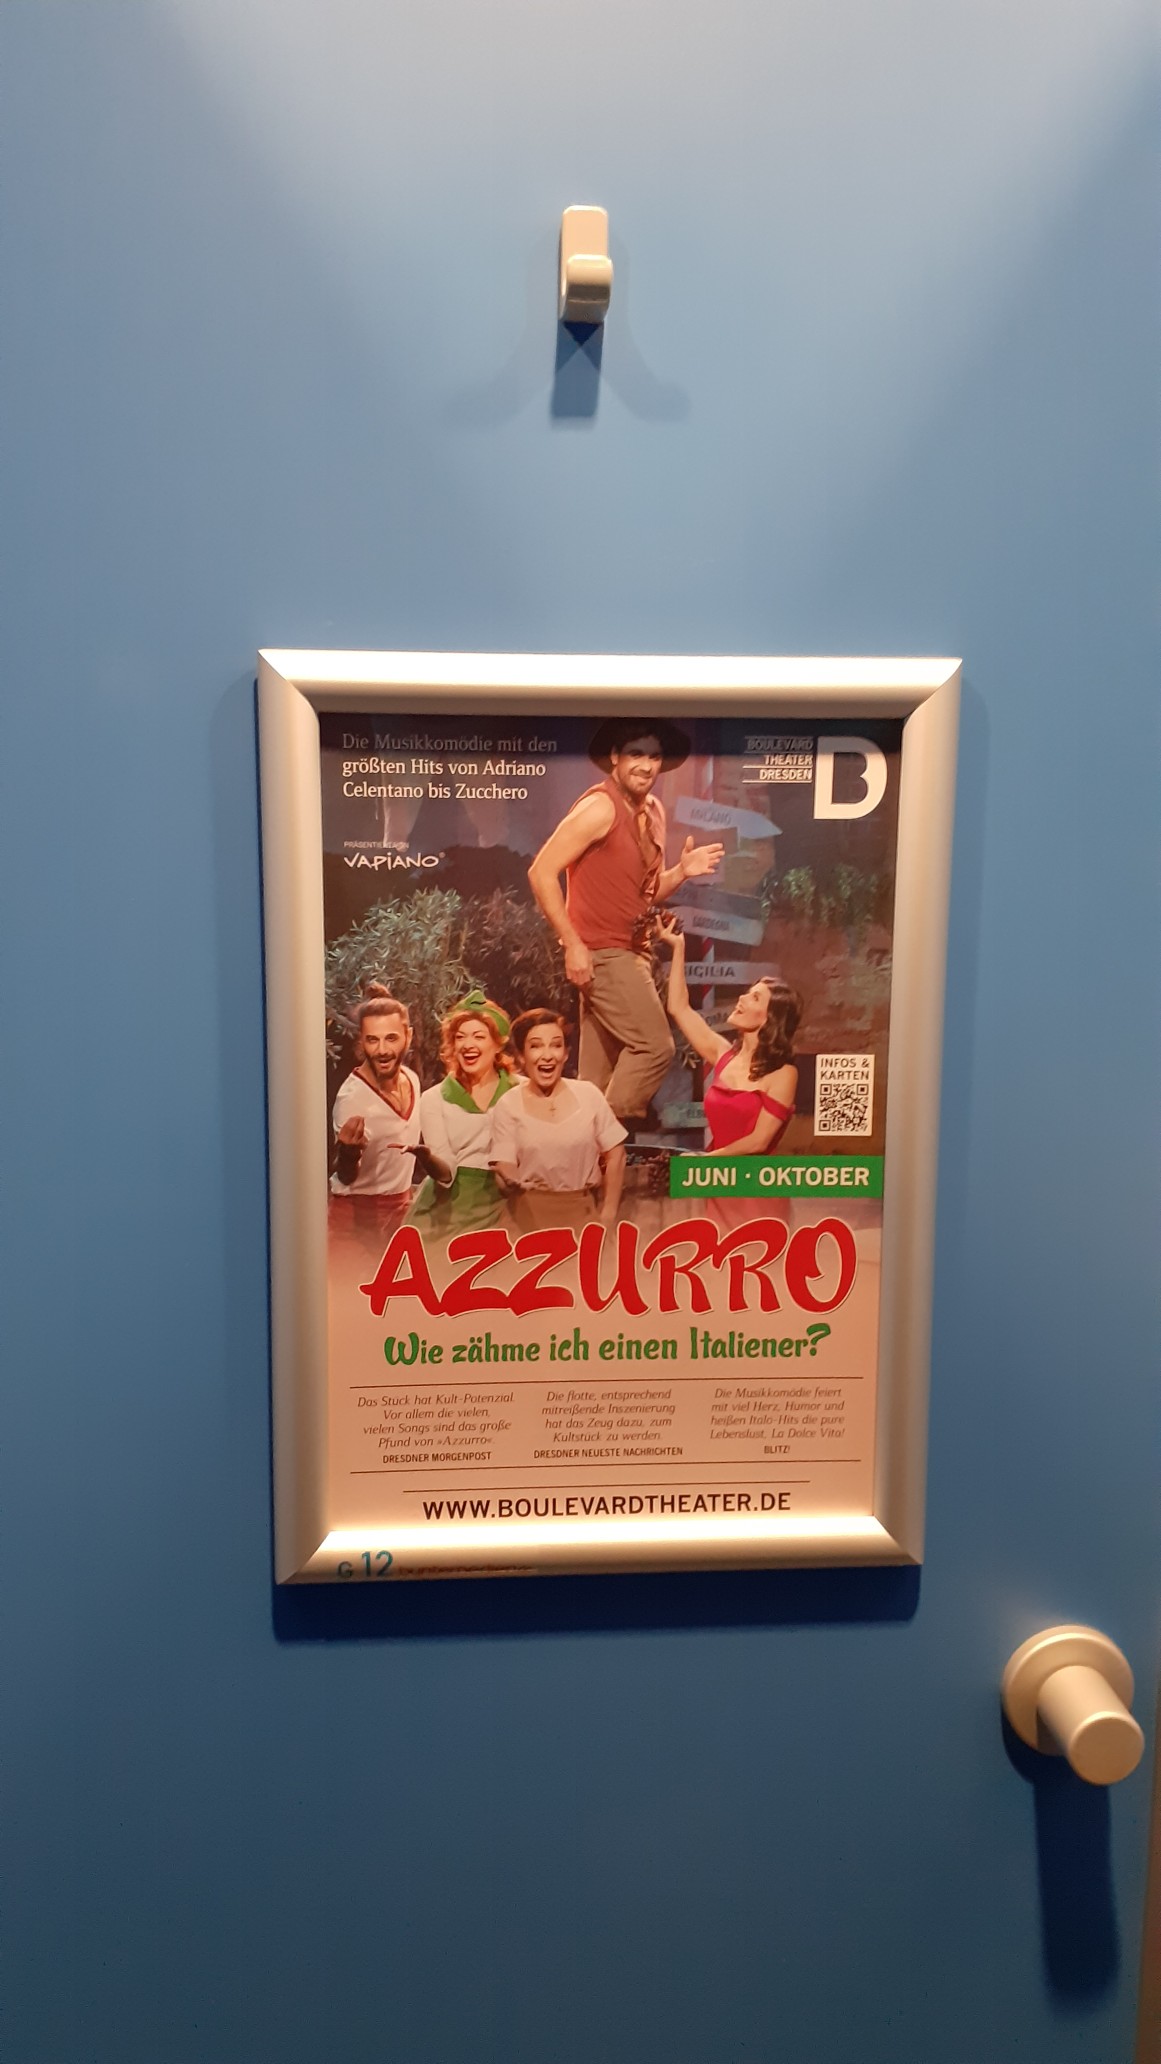 Die Musikkomödie mit den
größten Hits von Adriano
Celentano bis Zucchero
BOULEVARD
THEATER
DRESDEN
B
PRÄSENTIERT VON
VAPIANO®
MILANO
SARDEGNA
SICILIA
INFOS &
KARTEN
JUNI · OKTOBER
AZZURRO
Wie zähme ich einen Italiener?
Das Stück hat Kult-Potenzial.
Vor allem die vielen,
vielen Songs sind das große
Pfund von »Azzurro«.
DRESDNER MORGENPOST
Die flotte, entsprechend
mitreißende Inszenierung
hat das Zeug dazu, zum
Kultstück zu werden.
DRESDNER NEUESTE NACHRICHTEN
Die Musikkomödie feiert
mit viel Herz, Humor und
heißen Italo-Hits die pure
Lebenslust, La Dolce Vita!
BLITZ!
WWW.BOULEVARDTHEATER.DE
G 12